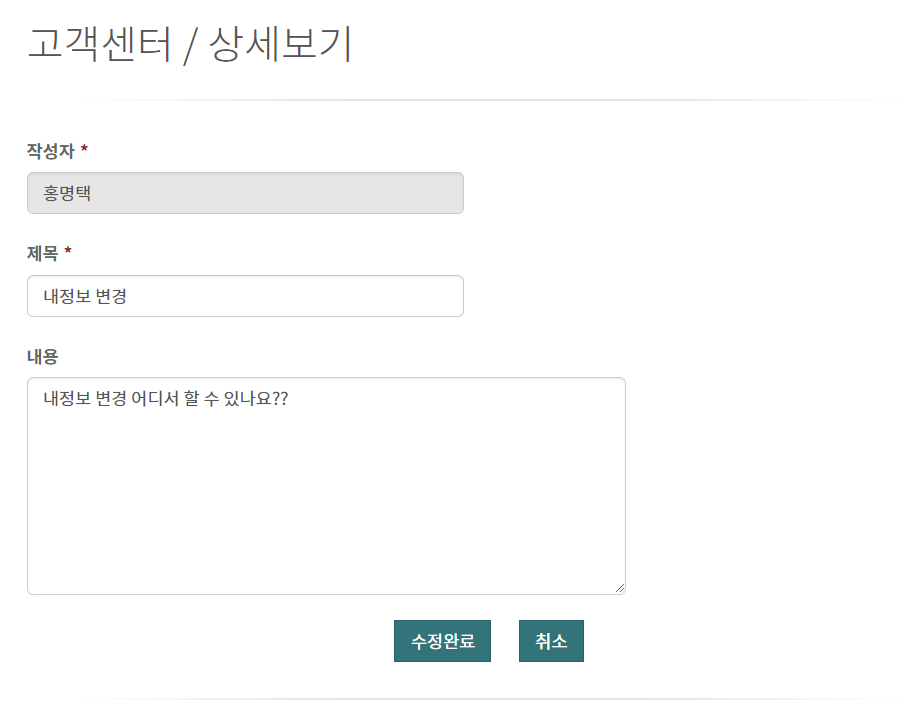 고객센터 / 상세보기
작성자 *
홍명택
제목 *
내정보 변경
내용
내정보 변경 어디서 할 수 있나요??
수정완료 취소